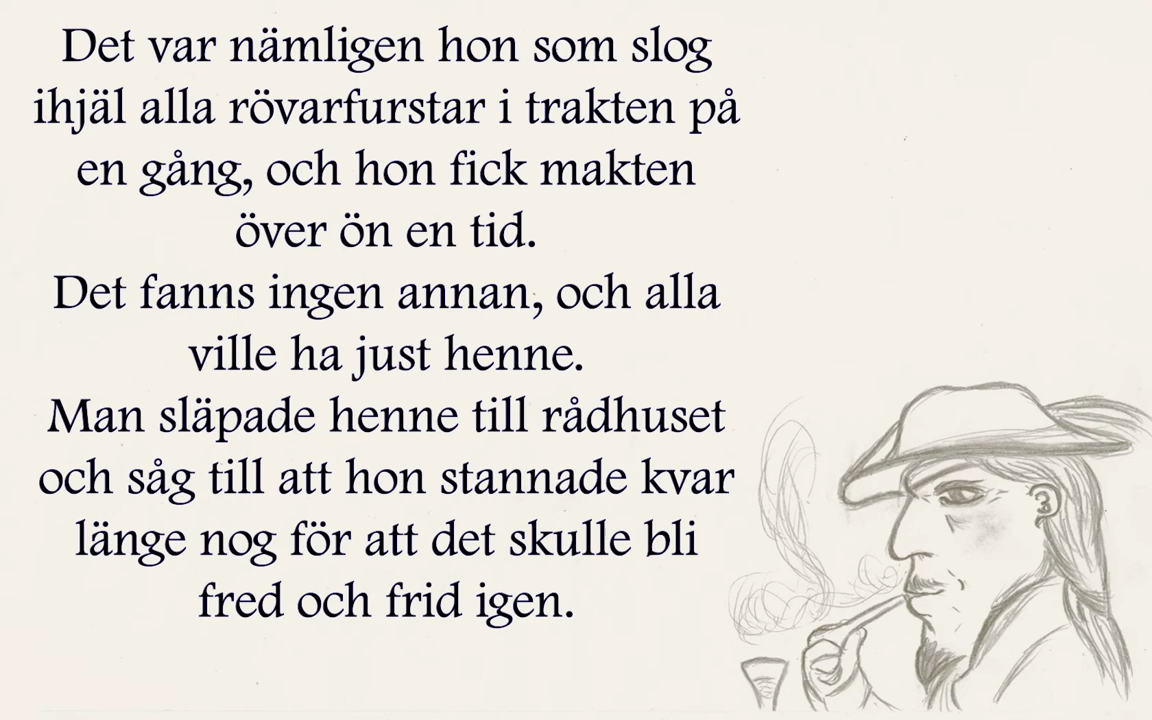 Det var nämligen hon som slog
ihjäl alla rövarfurstar i trakten på
en gång, och hon fick makten
över ön en tid.
Det fanns ingen annan, och alla
ville ha just henne.
Man släpade henne till rådhuset
och såg till att hon stannade kvar
länge nog för att det skulle bli
fred och frid igen.